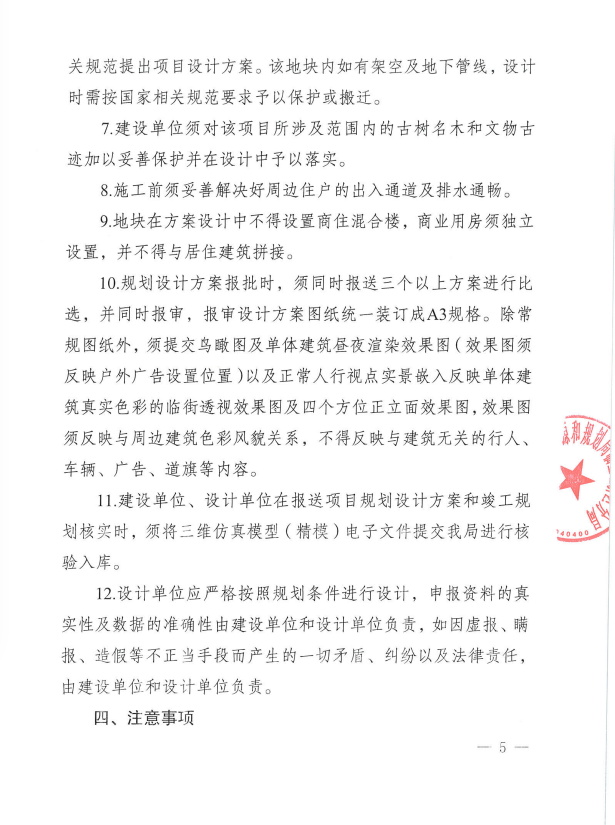 关规范提出项目设计方案。该地块内如有架空及地下管线，设计
时需按国家相关规范要求予以保护或搬迁。
7.建设单位须对该项目所涉及范围内的古树名木和文物古
迹加以妥善保护并在设计中予以落实。
8.施工前须妥善解决好周边住户的出入通道及排水通畅。
9.地块在方案设计中不得设置商住混合楼，商业用房须独立
设置，并不得与居住建筑拼接。
10.规划设计方案报批时，须同时报送三个以上方案进行比
选，并同时报审，报审设计方案图纸统一装订成A3规格。除常
规图纸外，须提交鸟瞰图及单体建筑昼夜渲染效果图（效果图须
反映户外广告设置位置）以及正常人行视点实景嵌入反映单体建
筑真实色彩的临街透视效果图及四个方位正立面效果图，效果图
须反映与周边建筑色彩风貌关系，不得反映与建筑无关的行人、
车辆、广告、道旗等内容。
11.建设单位、设计单位在报送项目规划设计方案和竣工规
划核实时，须将三维仿真模型（精模）电子文件提交我局进行核
验入库。
12.设计单位应严格按照规划条件进行设计，申报资料的真
实性及数据的准确性由建设单位和设计单位负责，如因虚报、瞒
报、造假等不正当手段而产生的一切矛盾、纠纷以及法律责任，
由建设单位和设计单位负责。
四、注意事项
— 5 —
和规划
40400